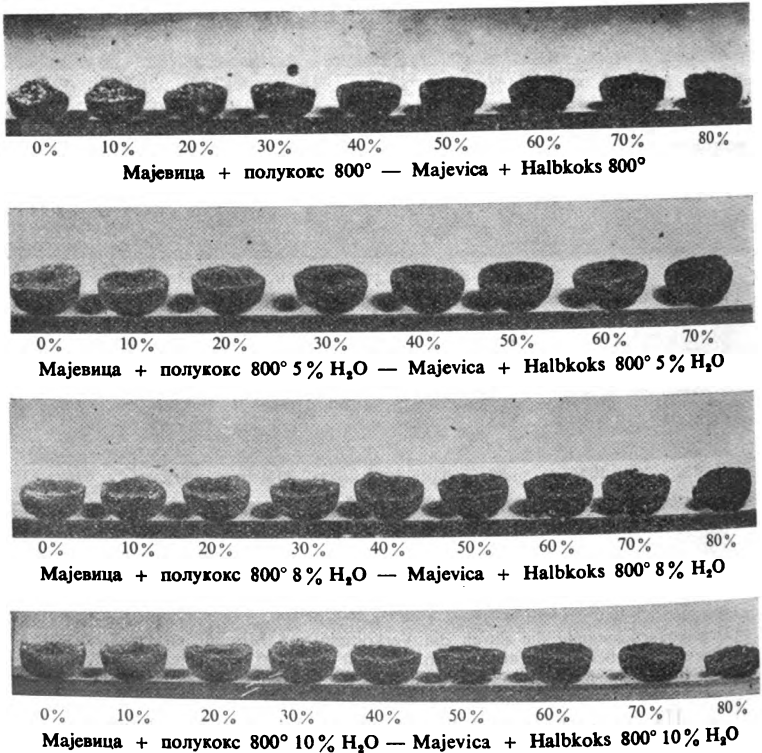 0% 10% 20% 30% 40% 50% 60% 70% 80%
Мајевица + полукокс 800° — Majevica + Halbkoks 800°
0% 10% 20% 30% 40% 50% 60% 70%
Мајевица + полукокс 800° 5% H₂O — Majevica + Halbkoks 800° 5% H₂O
0% 10% 20% 30% 40% 50% 60% 70% 80%
Мајевица + полукокс 800° 8% H₂O — Majevica + Halbkoks 800° 8% H₂O
0% 10% 20% 30% 40% 50% 60% 70% 80%
Мајевица + полукокс 800° 10% H₂O — Majevica + Halbkoks 800° 10% H₂O